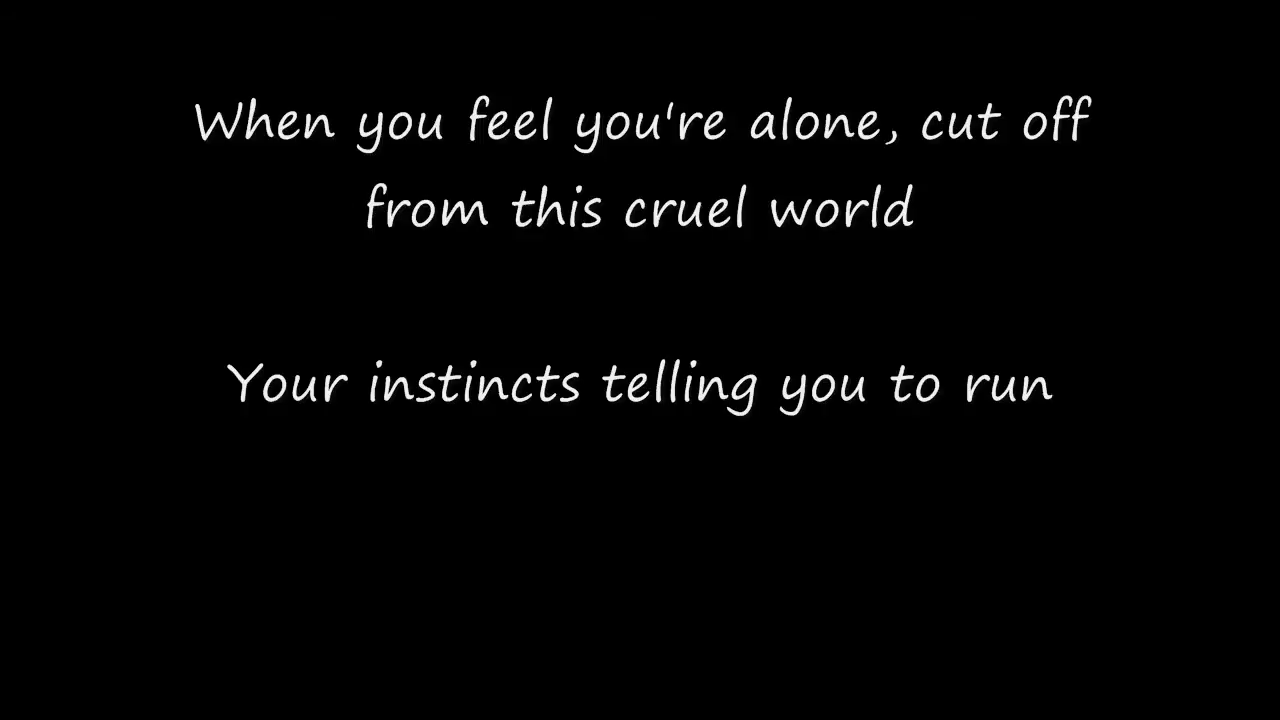 When you feel you're alone, cut off
from this cruel world
Your instincts telling you to run